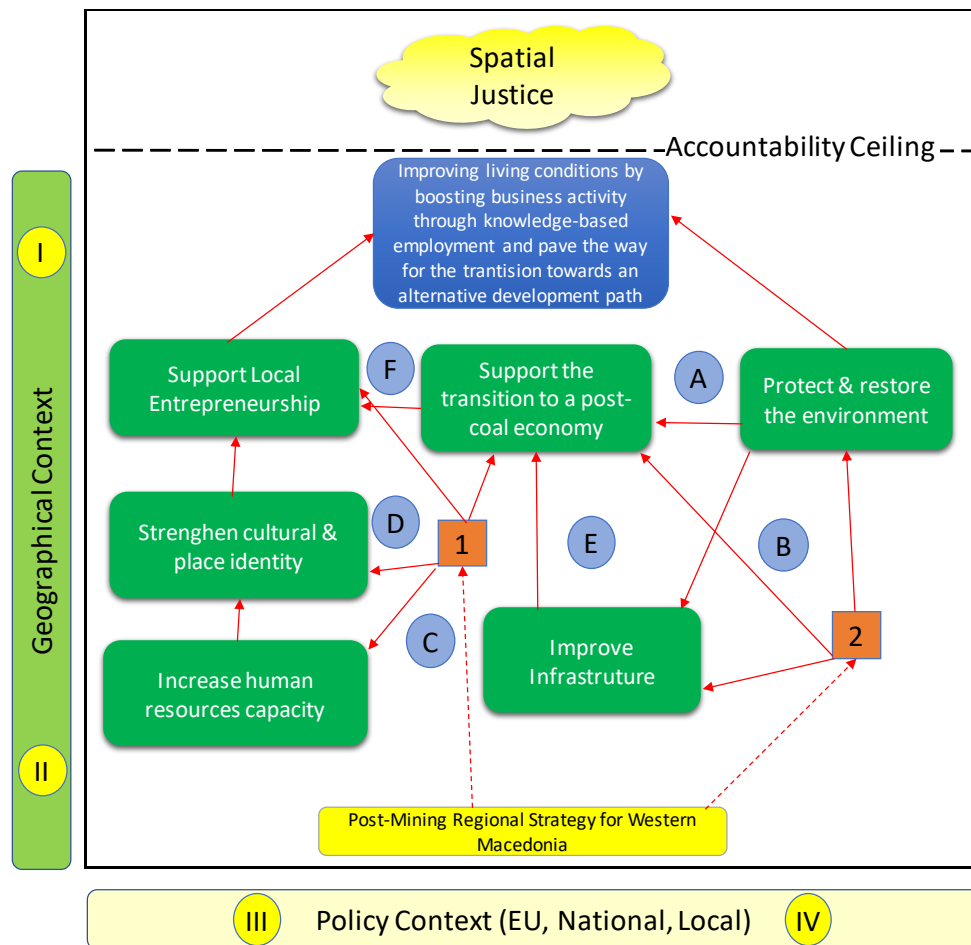 Spatial
Justice
Accountability Ceiling
Improving living conditions by
boosting business activity
through knowledge-based
employment and pave the way
for the trantision towards an
alternative development path
Geographical Context
I
II
Support Local
Entrepreneurship
F
Support the
transition to a post-
coal economy
A
Protect & restore
the environment
Strenghen cultural &
place identity
D
1
E
B
C
2
Increase human
resources capacity
Improve
Infrastruture
Post-Mining Regional Strategy for Western
Macedonia
III
Policy Context (EU, National, Local)
IV